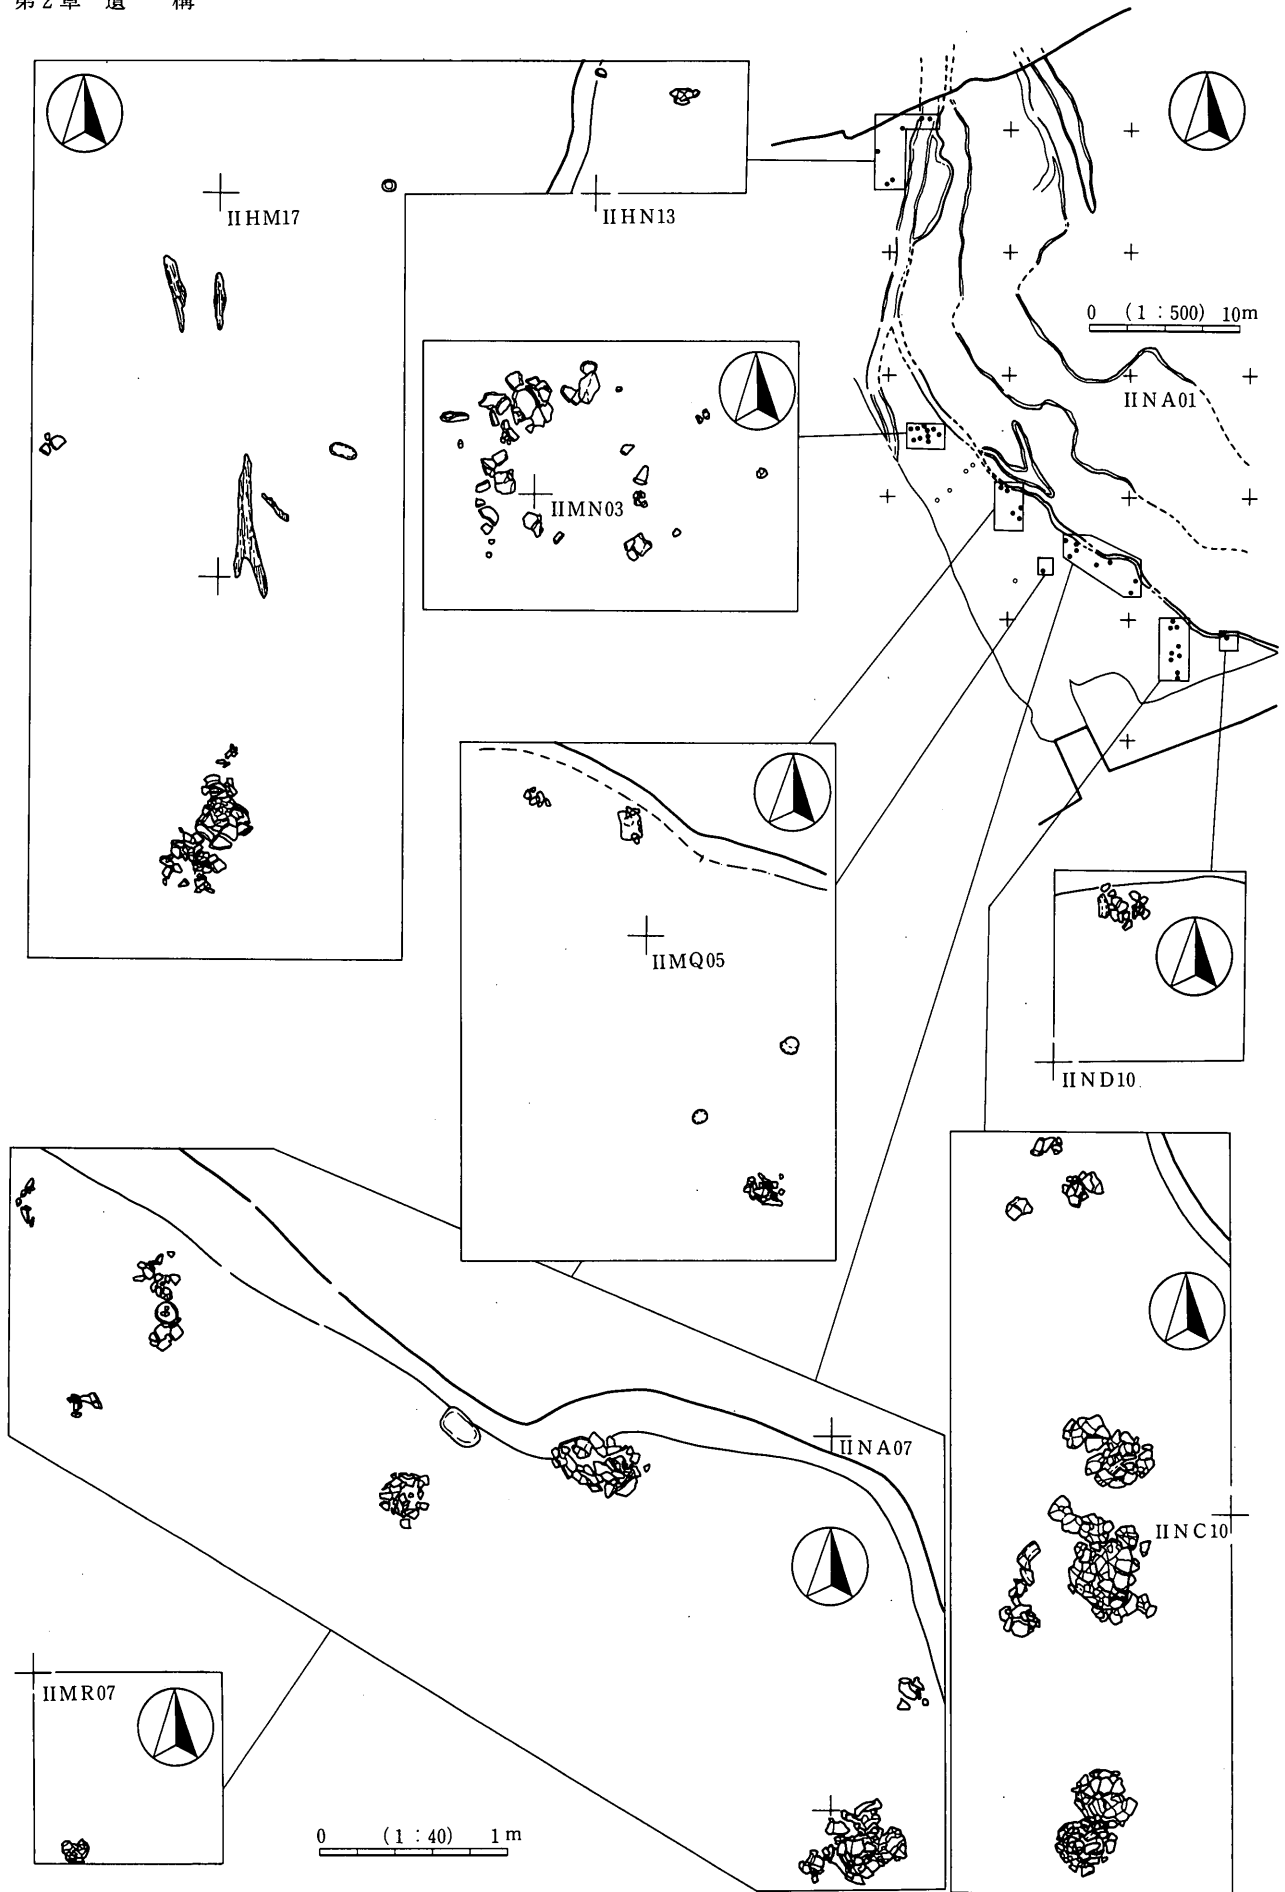 第2章 遺 構
IIHM17
IIHN13
0 (1:500) 10m
IINA01
IIMN03
IIMQ05
IIND10
IINA07
IINC10
IIMR07
0 (1:40) 1m